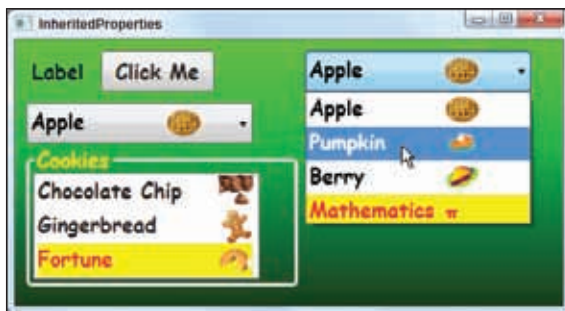 InheritedProperties
Label Click Me
Apple
Cookies
Chocolate Chip
Gingerbread
Fortune
Apple
Apple
Pumpkin
Berry
Mathematics π